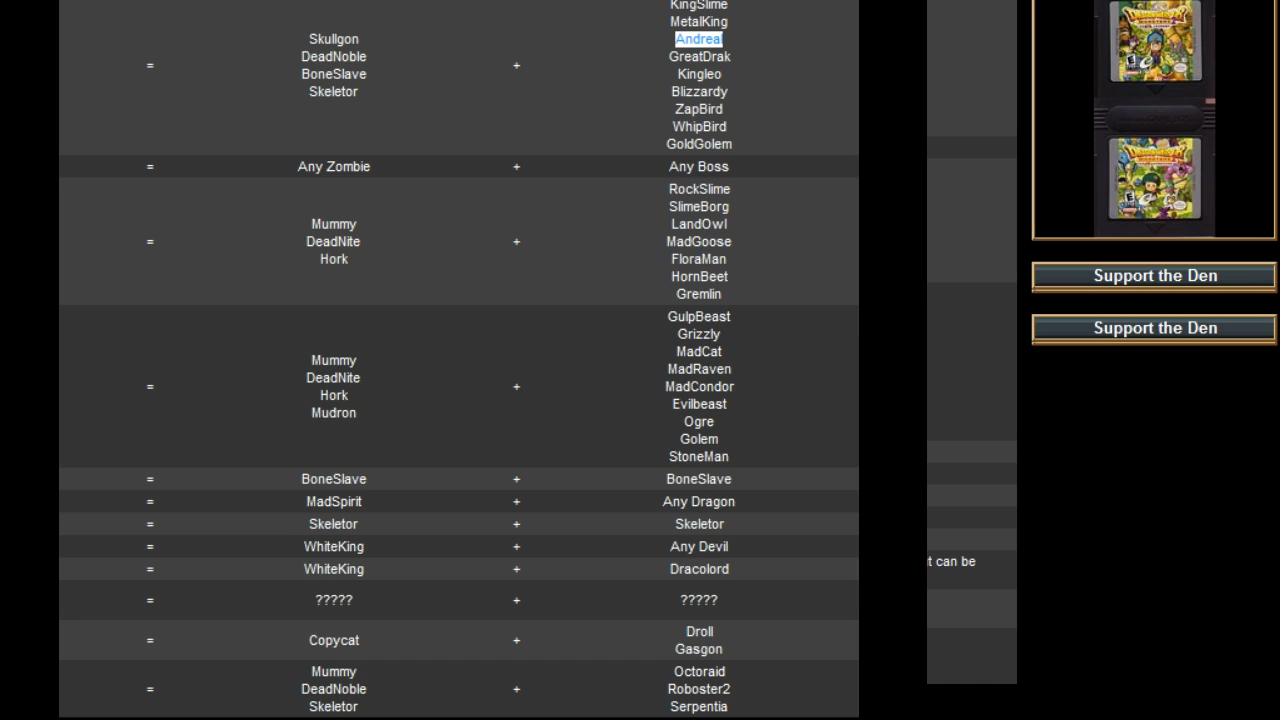 KingSlime
MetalKing
Skullgon
Andreal
DeadNoble
GreatDrak
= +
BoneSlave
Kingleo
Skeletor
Blizzardy
ZapBird
WhipBird
GoldGolem
= Any Zombie + Any Boss
RockSlime
SlimeBorg
Mummy
LandOwl
= DeadNite + MadGoose
Hork
FloraMan
HornBeet
Gremlin
GulpBeast
Grizzly
MadCat
Mummy
MadRaven
DeadNite
= + MadCondor
Hork
Evilbeast
Mudron
Ogre
Golem
StoneMan
= BoneSlave + BoneSlave
= MadSpirit + Any Dragon
= Skeletor + Skeletor
= WhiteKing + Any Devil
= WhiteKing + Dracolord
= ????? + ?????
= Copycat + Droll
Gasgon
Mummy
Octoraid
= DeadNoble + Roboster2
Skeletor
Serpentia
t can be
Support the Den
Support the Den